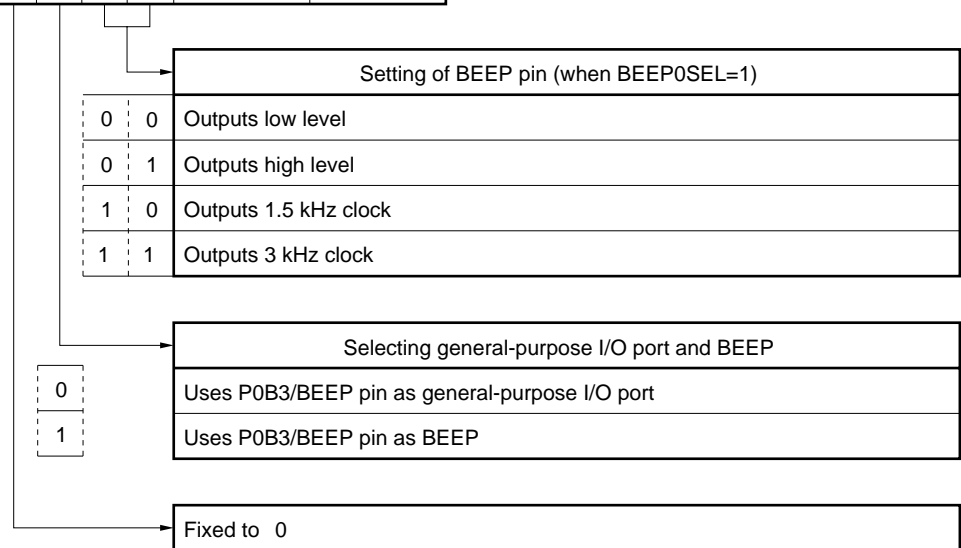 Setting of BEEP pin (when BEEP0SEL=1)
0 0 Outputs low level
0 1 Outputs high level
1 0 Outputs 1.5 kHz clock
1 1 Outputs 3 kHz clock
Selecting general-purpose I/O port and BEEP
0 Uses P0B3/BEEP pin as general-purpose I/O port
1 Uses P0B3/BEEP pin as BEEP
Fixed to 0